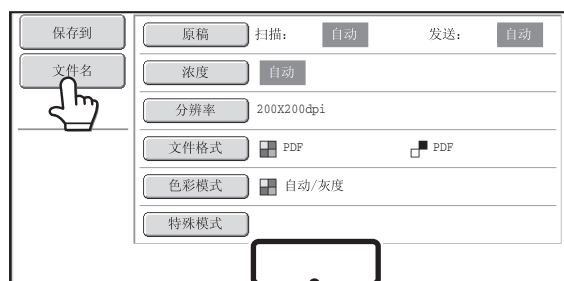 保存到
文件名
原稿 扫描: 自动 发送: 自动
浓度 自动
分辨率 200X200dpi
文件格式 PDF PDF
色彩模式 自动/灰度
特殊模式